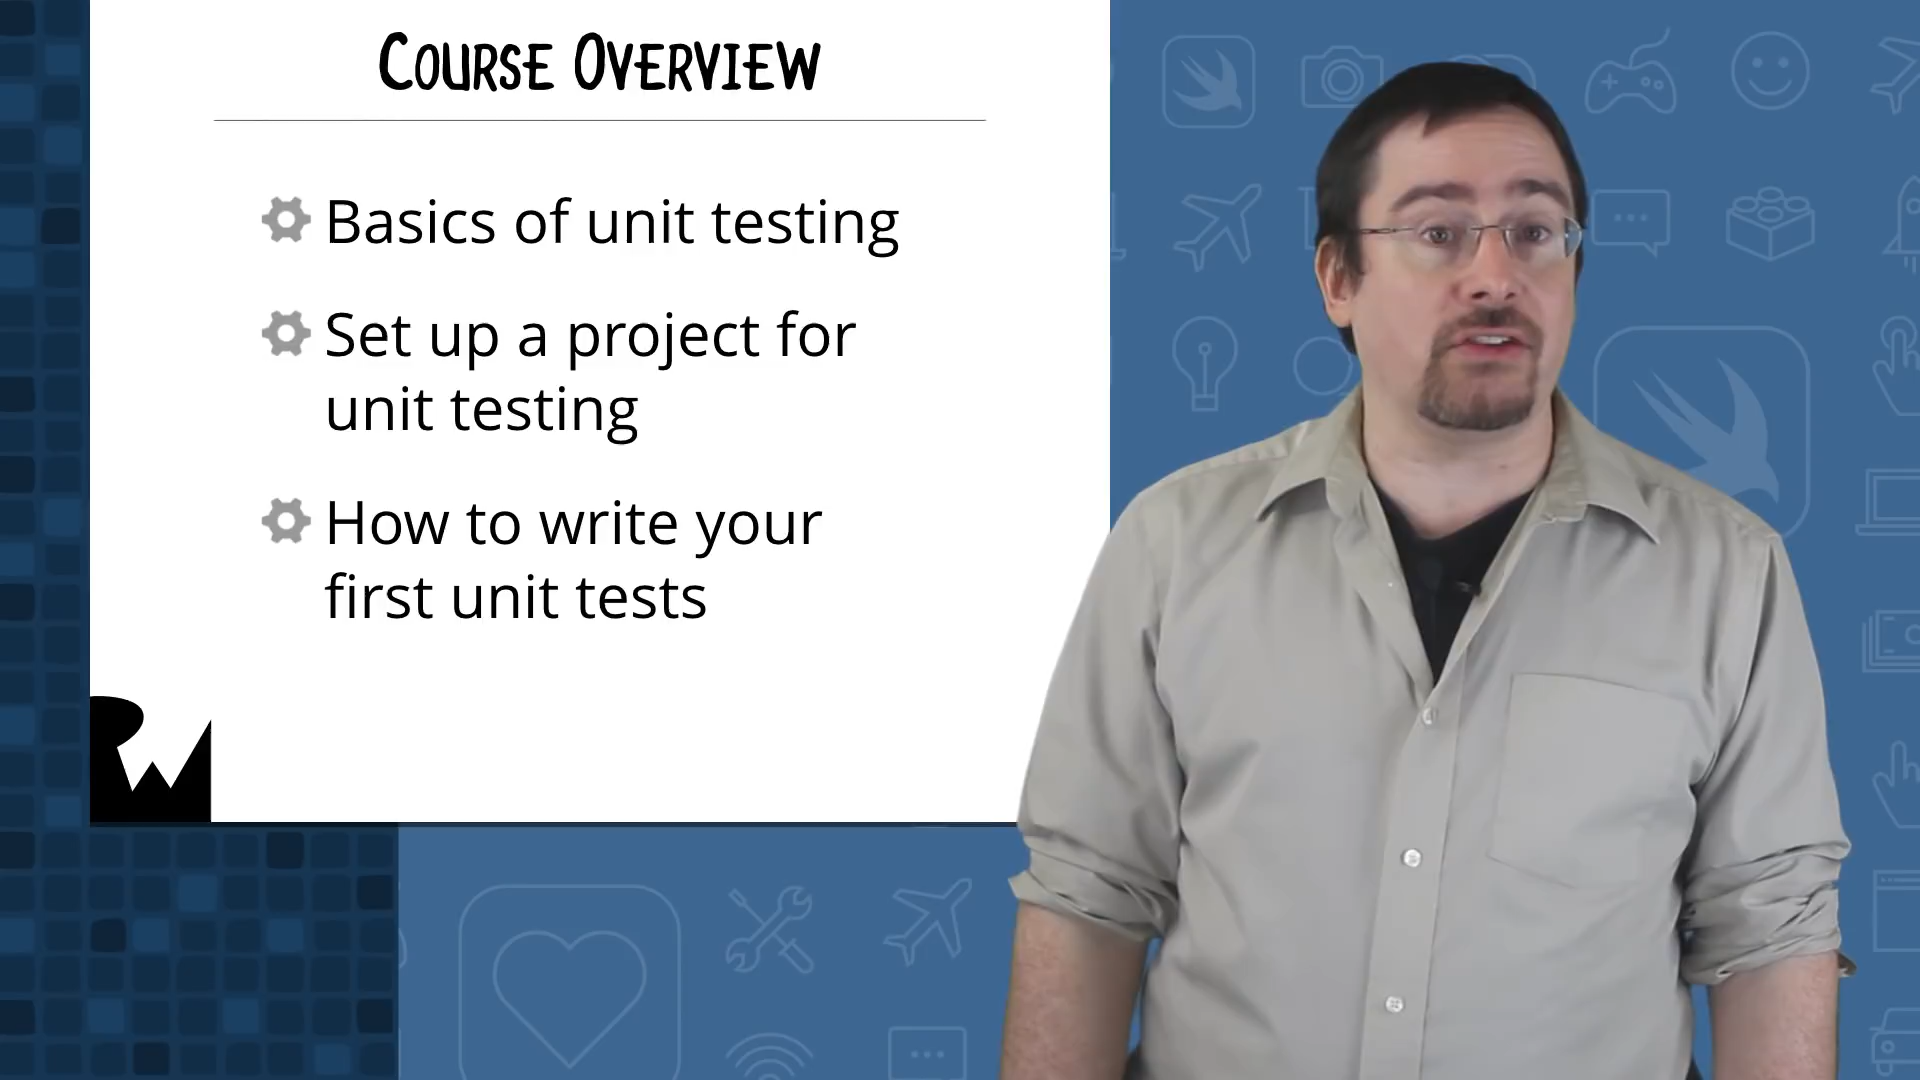 Course Overview
Basics of unit testing
Set up a project for
unit testing
How to write your
first unit tests
RW